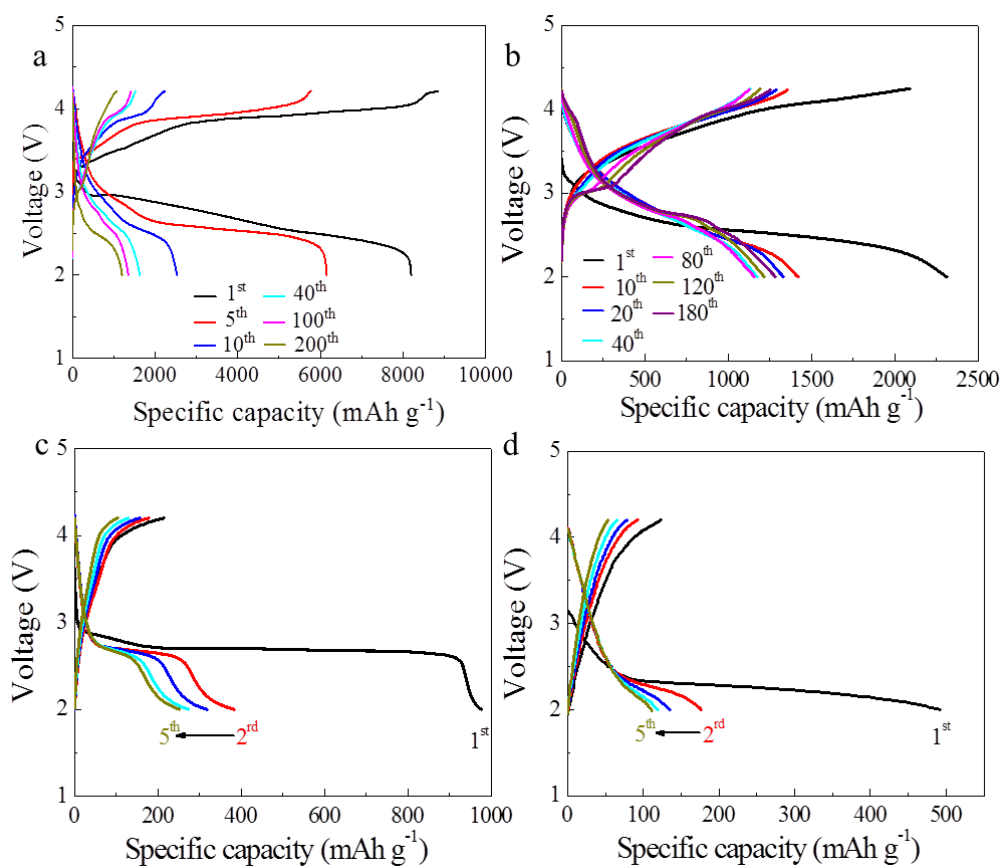 a
Voltage (V)
5
4
3
2
1
1st
5th
10th
40th
100th
200th
0 2000 4000 6000 8000 10000
Specific capacity (mAh g-1)
b
Voltage (V)
5
4
3
2
1
1st
10th
20th
40th
80th
120th
180th
0 500 1000 1500 2000 2500
Specific capacity (mAh g-1)
c
Voltage (V)
5
4
3
2
1
5th 2rd
1st
0 200 400 600 800 1000
Specific capacity (mAh g-1)
d
Voltage (V)
5
4
3
2
1
5th 2rd
1st
0 100 200 300 400 500
Specific capacity (mAh g-1)